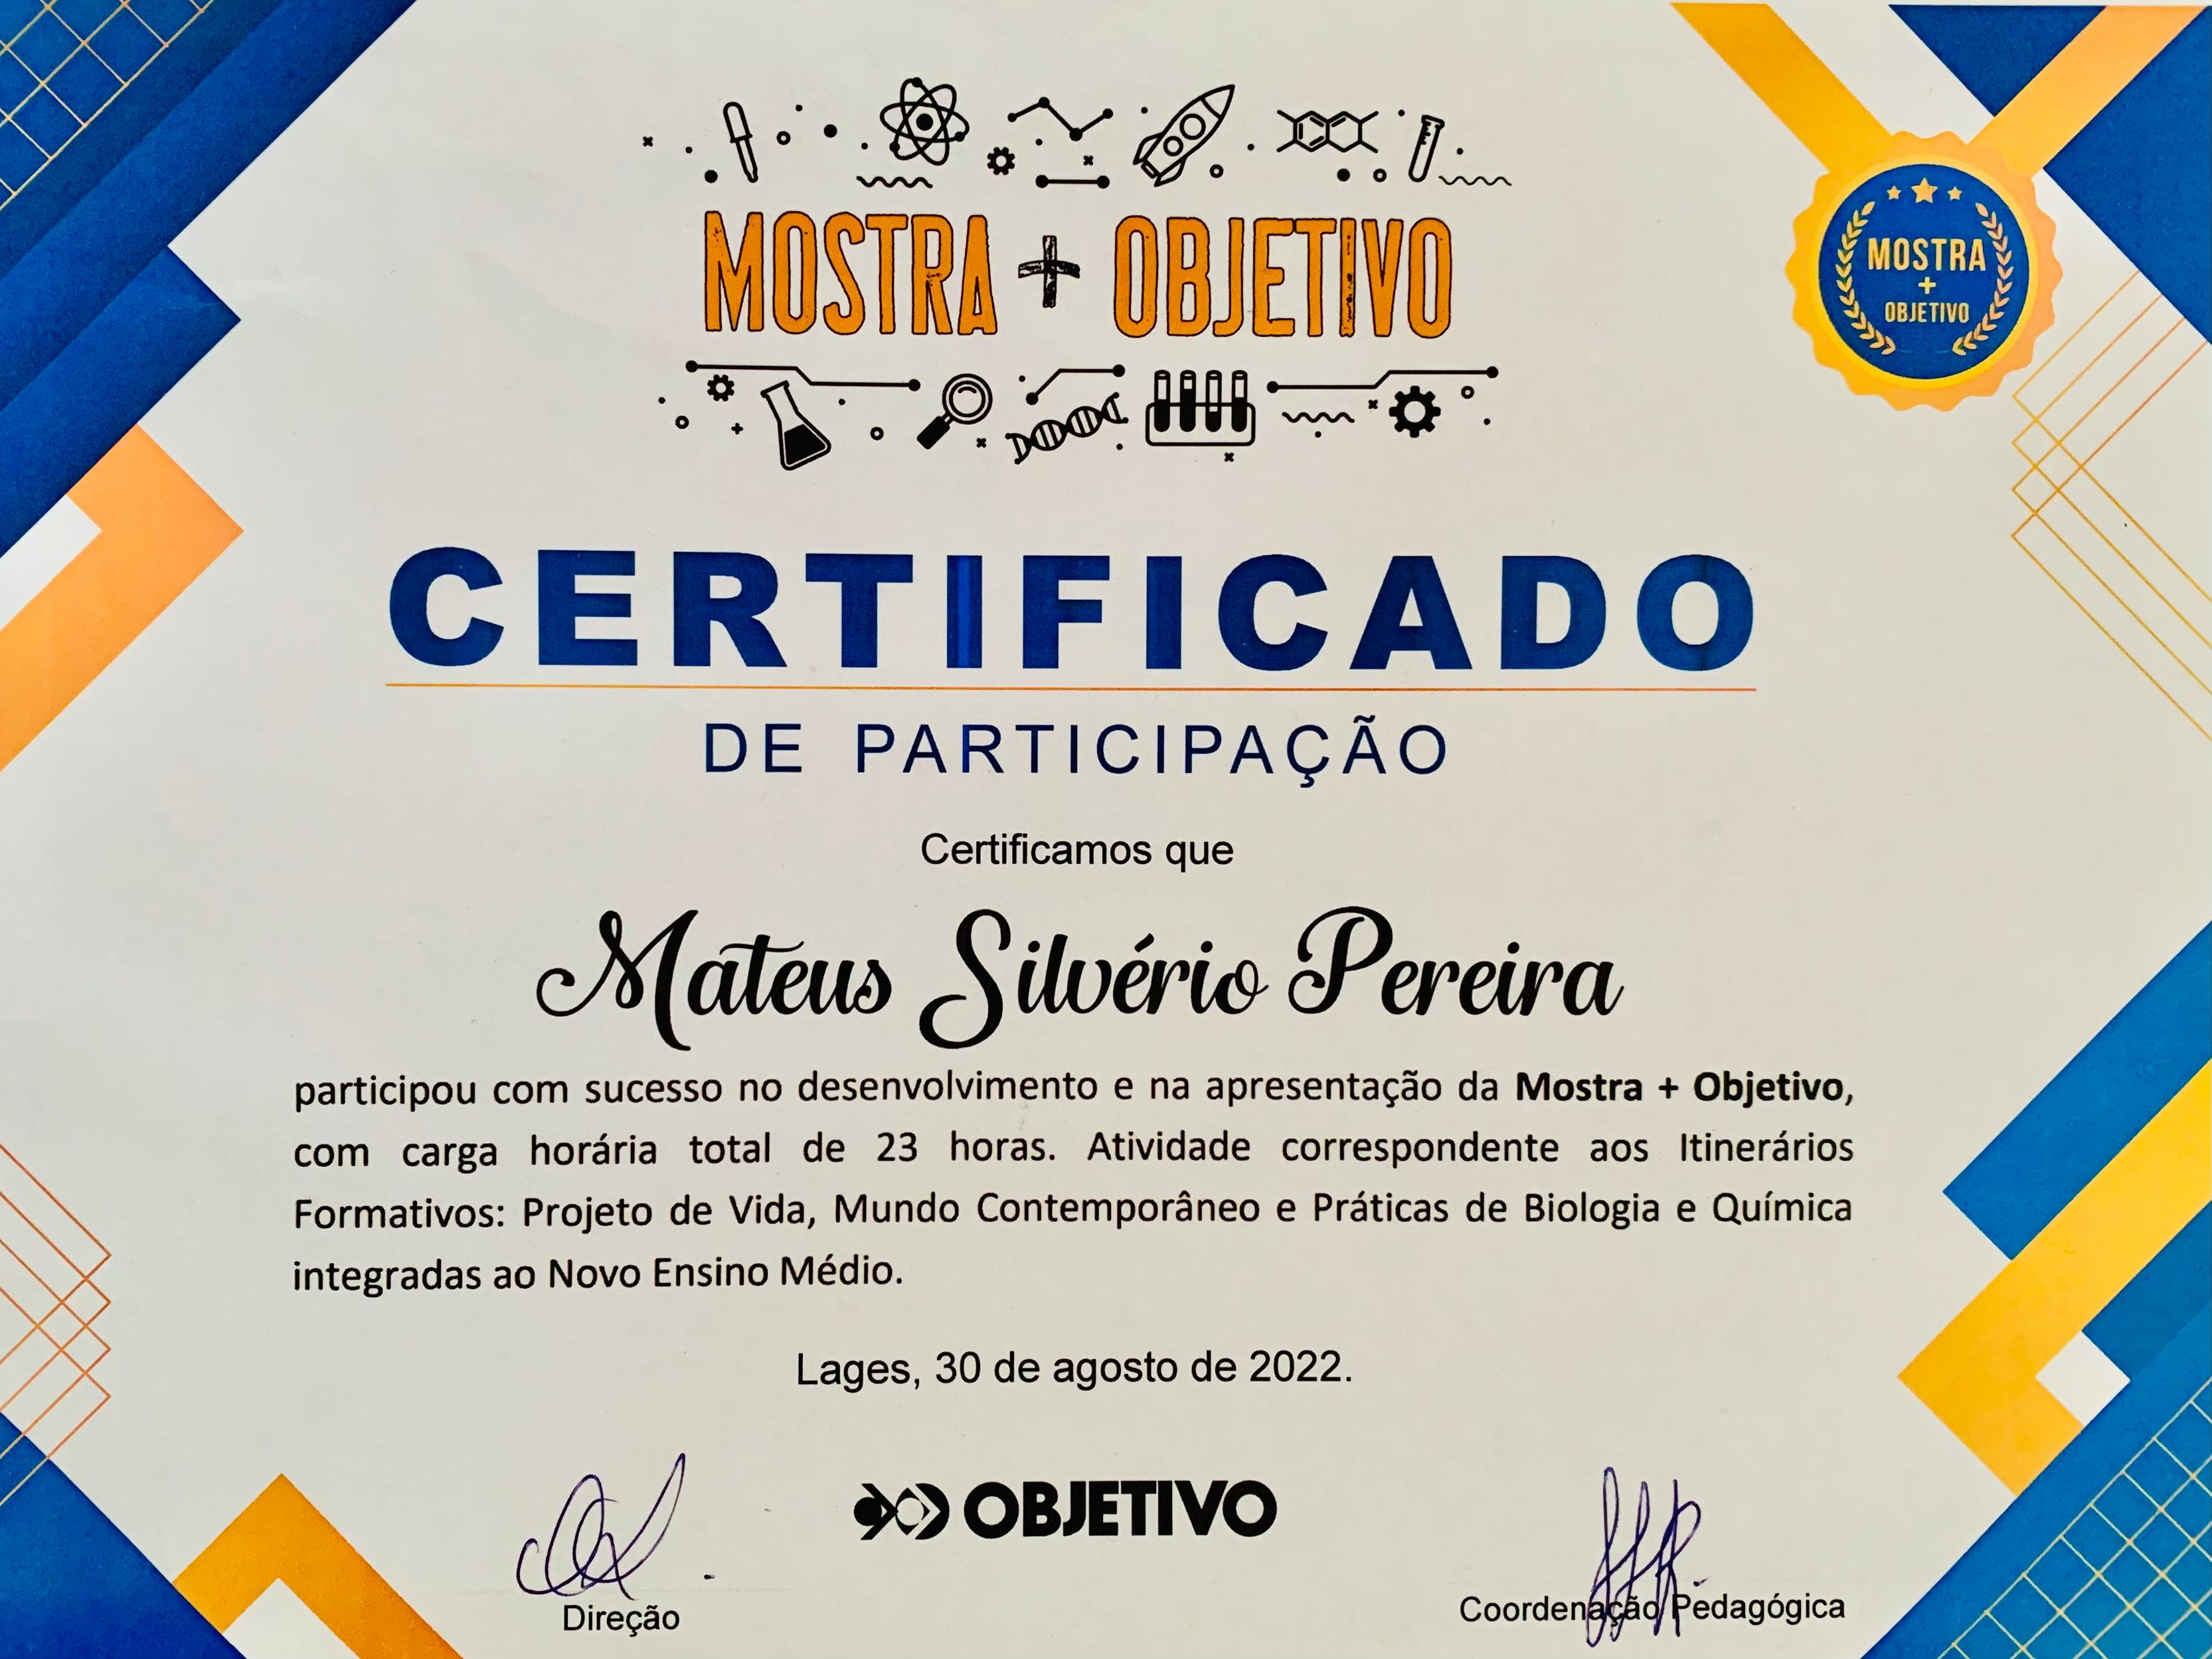 MOSTRA + OBJETIVO
MOSTRA
+
OBJETIVO
CERTIFICADO
DE PARTICIPAÇÃO
Certificamos que
Mateus Silvério Pereira
participou com sucesso no desenvolvimento e na apresentação da Mostra + Objetivo,
com carga horária total de 23 horas. Atividade correspondente aos Itinerários
Formativos: Projeto de Vida, Mundo Contemporâneo e Práticas de Biologia e Química
integradas ao Novo Ensino Médio.
Lages, 30 de agosto de 2022.
OBJETIVO
Direção
Coordenação Pedagógica